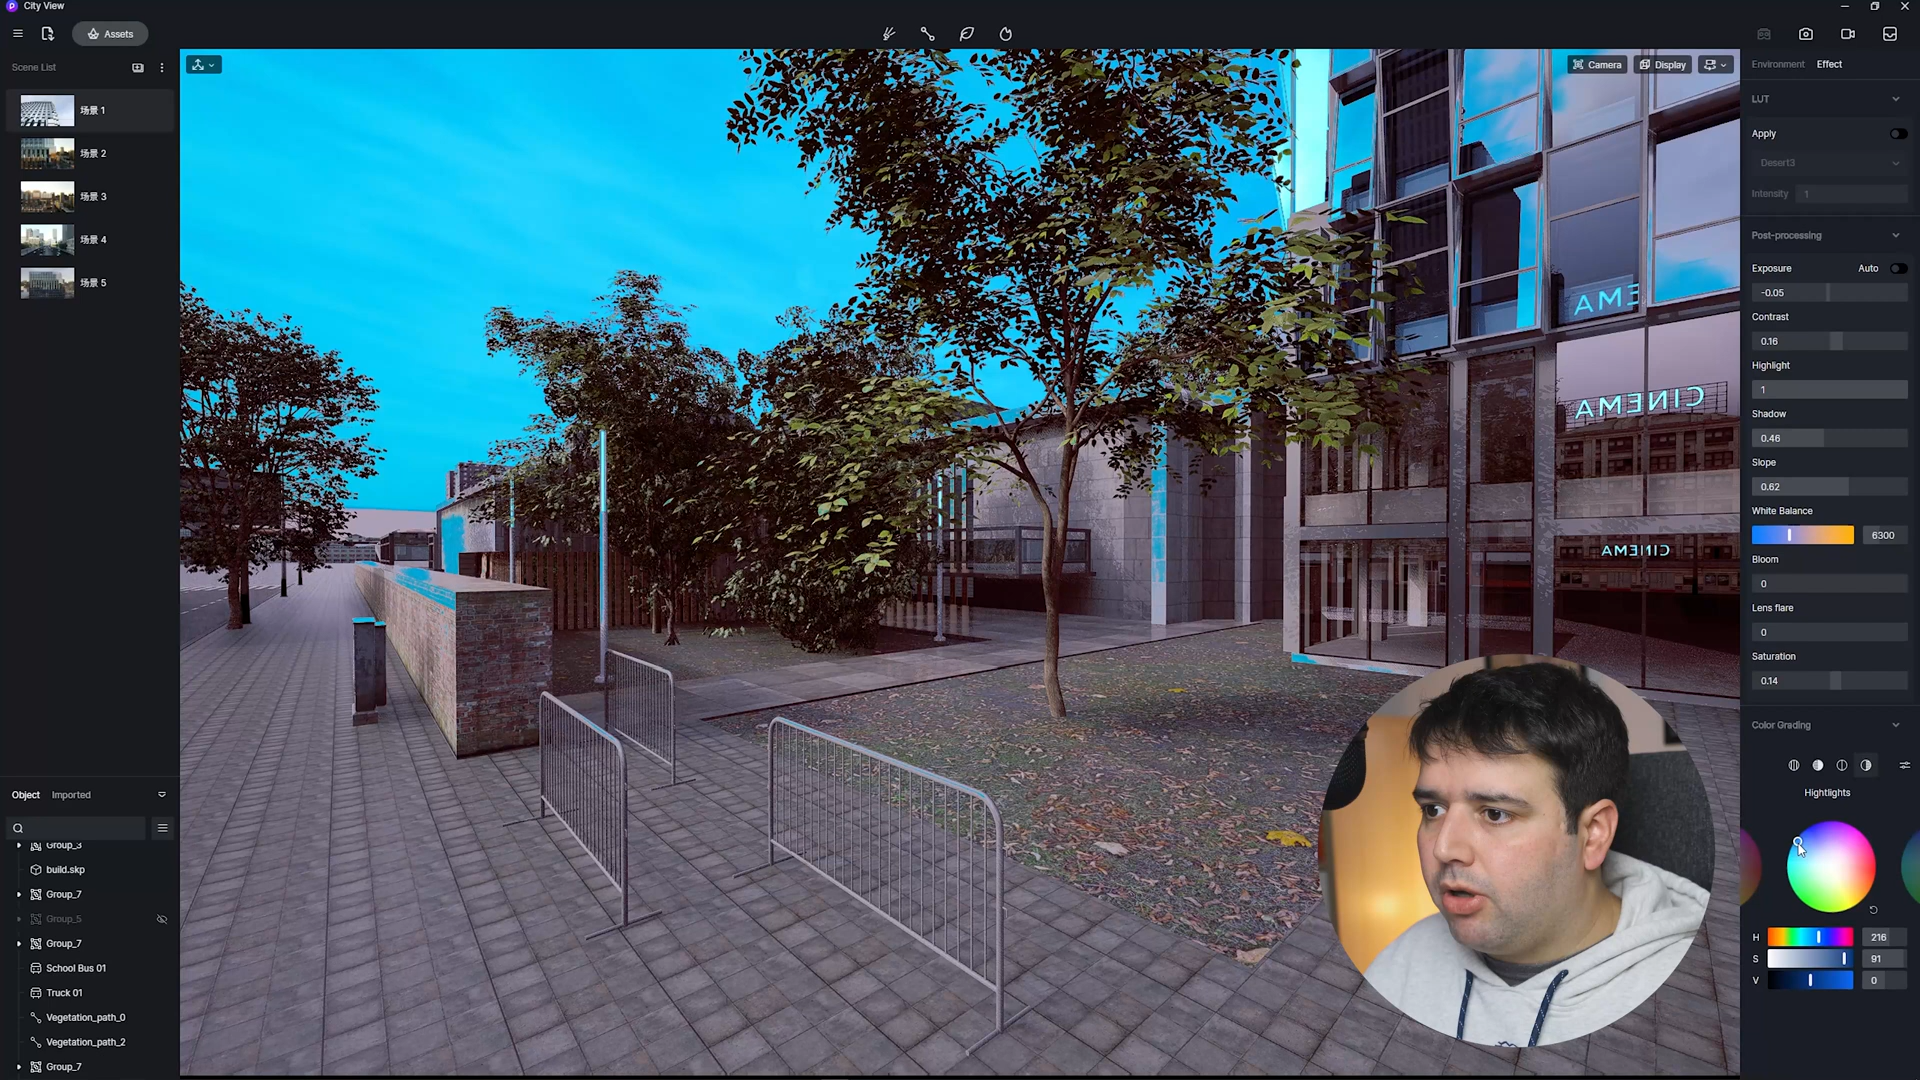 City View
Assets
Scene List
场景 1
场景 2
场景 3
场景 4
场景 5
Object Imported
Group_3
build.skp
Group_7
Group_5
Group_7
School Bus 01
Truck 01
Vegetation_path_0
Vegetation_path_2
Group_7
Camera Display
EMA
CINEMA
CINEMA
Environment Effect
LUT
Apply
Desert3
Intensity 1
Post-processing
Exposure Auto
-0.05
Contrast
0.16
Highlight
1
Shadow
0.46
Slope
0.62
White Balance
6300
Bloom
0
Lens flare
0
Saturation
0.14
Color Grading
Hightlights
H 216
S 91
V 0